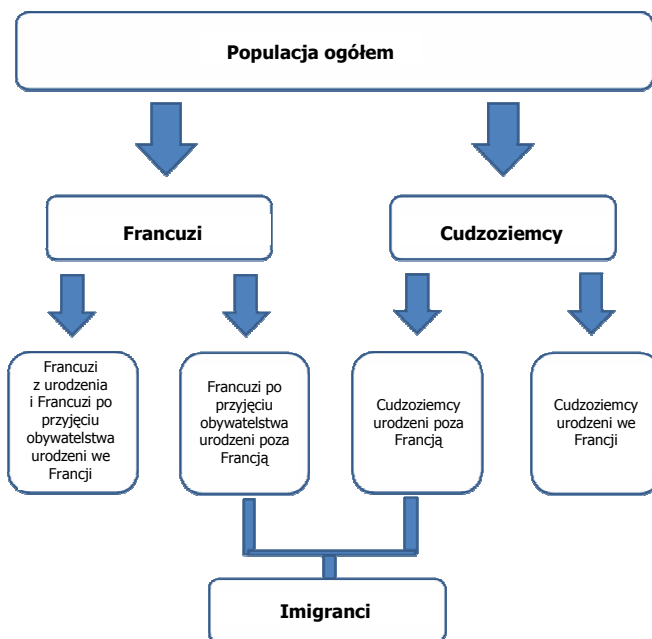 Populacja ogółem
Francuzi
Cudzoziemcy
Francuzi
z urodzenia
i Francuzi po
przyjęciu
obywatelstwa
urodzeni we
Francji
Francuzi po
przyjęciu
obywatelstwa
urodzeni poza
Francją
Cudzoziemcy
urodzeni poza
Francją
Cudzoziemcy
urodzeni we
Francji
Imigranci